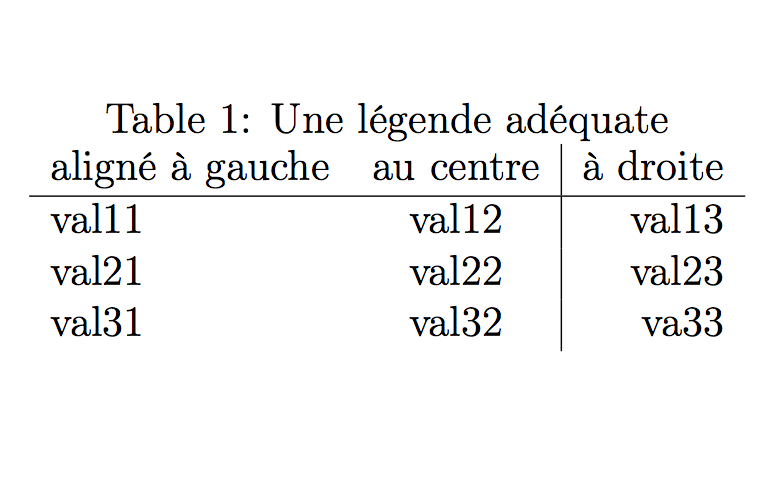 Table 1: Une légende adéquate
aligné à gauche au centre à droite
val11 val12 val13
val21 val22 val23
val31 val32 va33